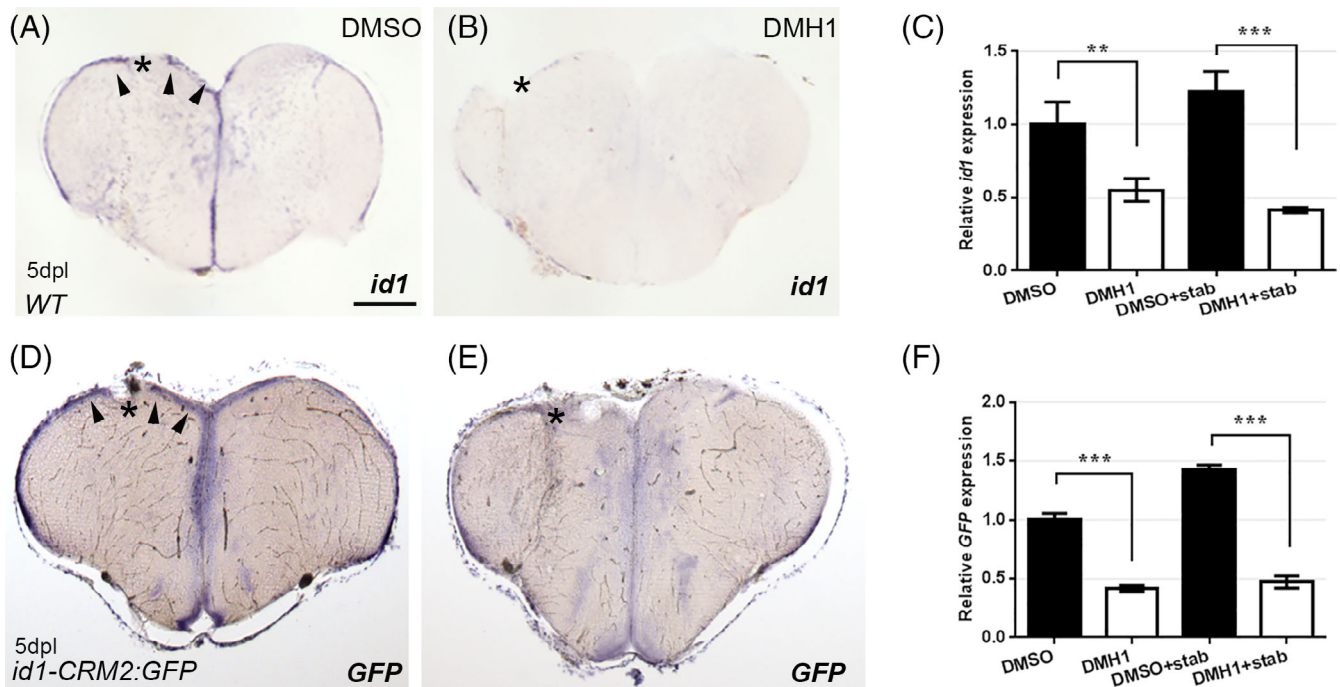 (A)
DMSO
*
5dpl
WT
id1
(B)
DMH1
*
id1
(C)
Relative id1 expression
1.5
1.0
0.5
0.0
**
***
DMSO
DMH1
DMSO+stab
DMH1+stab
(D)
*
5dpl
id1-CRM2:GFP
GFP
(E)
*
GFP
(F)
Relative GFP expression
2.0
1.5
1.0
0.5
0.0
***
***
DMSO
DMH1
DMSO+stab
DMH1+stab